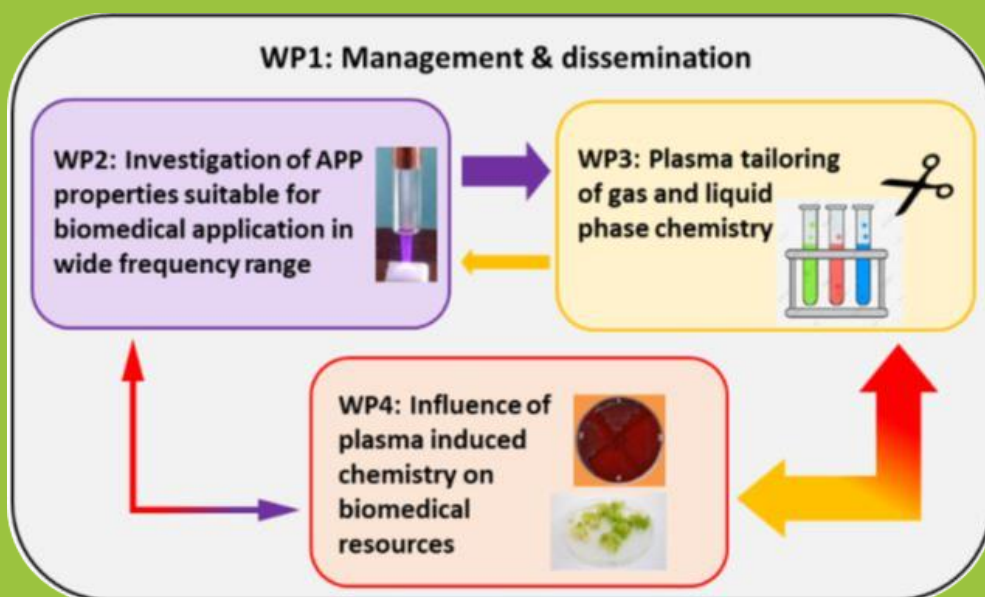 WP1: Management & dissemination
WP2: Investigation of APP
properties suitable for
biomedical application in
wide frequency range
WP3: Plasma tailoring
of gas and liquid
phase chemistry
WP4: Influence of
plasma induced
chemistry on
biomedical
resources